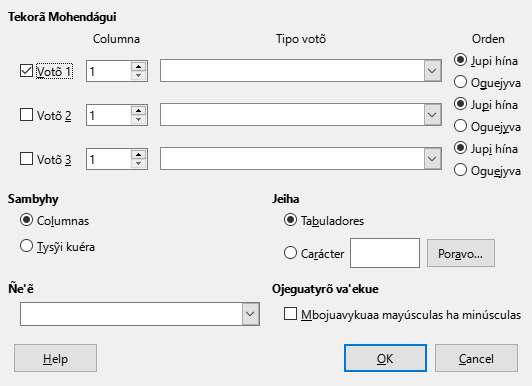 Tekorã Mohendágui
Columna Tipo votõ Orden
Votõ 1 1 Jupi hína
Oguejyva
Votõ 2 1 Jupi hína
Oguejyva
Votõ 3 1 Jupi hína
Oguejyva
Sambyhy Jeiha
Columnas Tabuladores
Tysỹi kuéra Carácter Poravo...
Ñe'ẽ Ojeguatyrõ va'ekue
Mbojuavykuaa mayúsculas ha minúsculas
Help OK Cancel